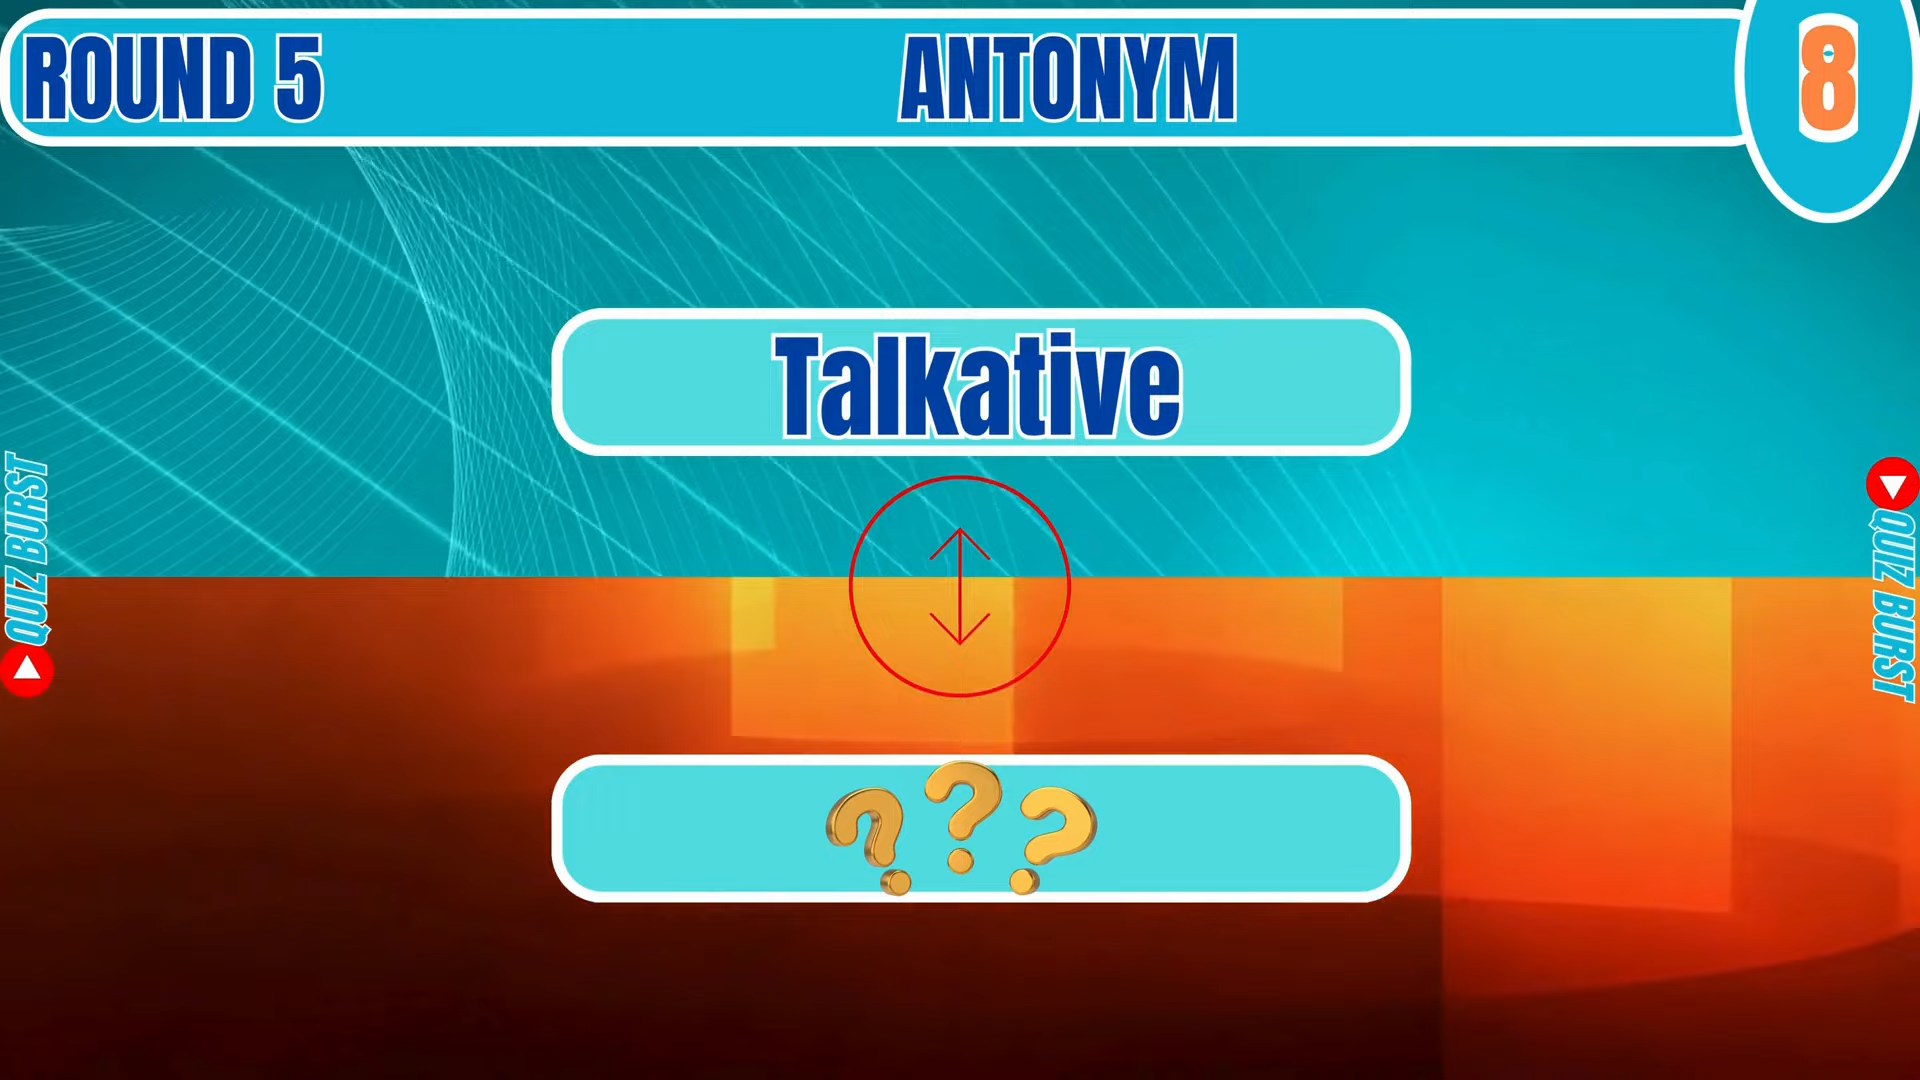 ROUND 5
ANTONYM
8
Talkative
QUIZ BURST
QUIZ BURST
???